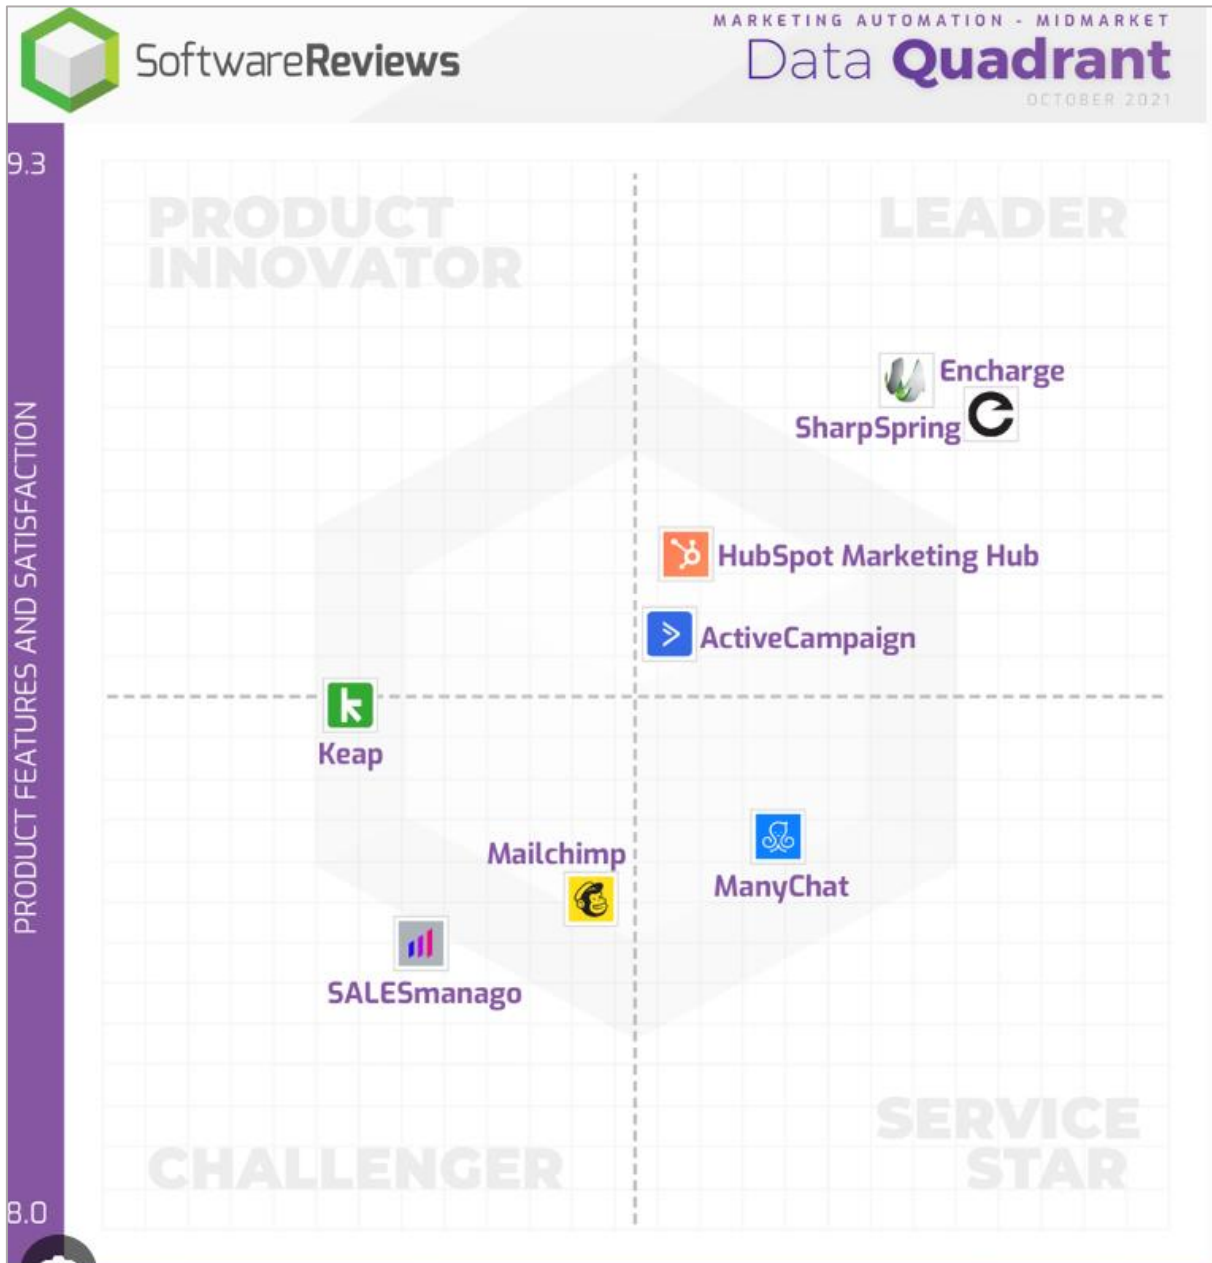 MARKETING AUTOMATION - MIDMARKET
SoftwareReviews
Data Quadrant
OCTOBER 2021
9.3
PRODUCT
INNOVATOR
LEADER
Encharge
SharpSpring
HubSpot Marketing Hub
ActiveCampaign
PRODUCT FEATURES AND SATISFACTION
Keap
Mailchimp
ManyChat
SALESmanago
SERVICE
STAR
CHALLENGER
8.0